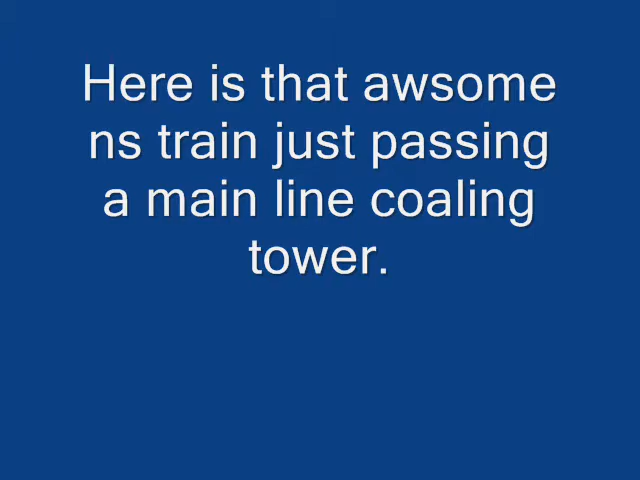 Here is that awsome
ns train just passing
a main line coaling
tower.